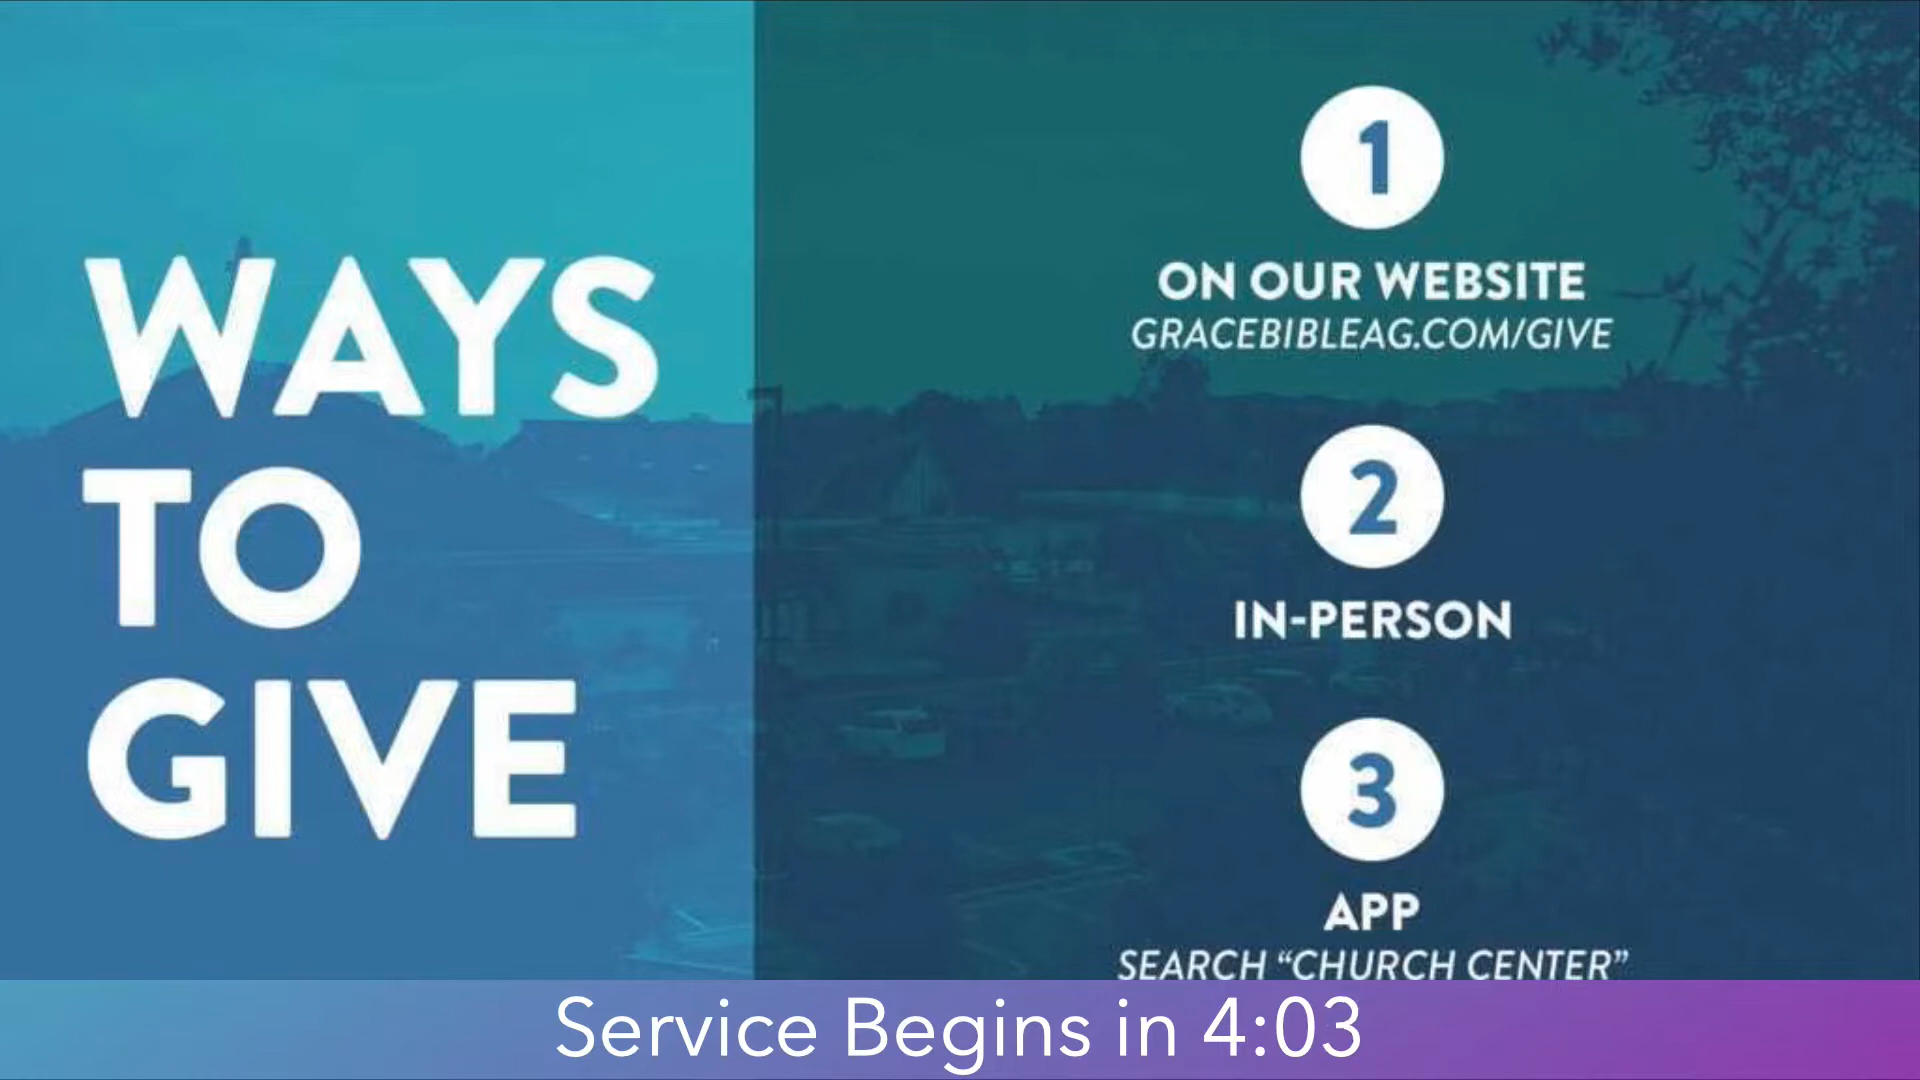 WAYS
TO
GIVE
1
ON OUR WEBSITE
GRACEBIBLEAG.COM/GIVE
2
IN-PERSON
3
APP
SEARCH “CHURCH CENTER”
Service Begins in 4:03